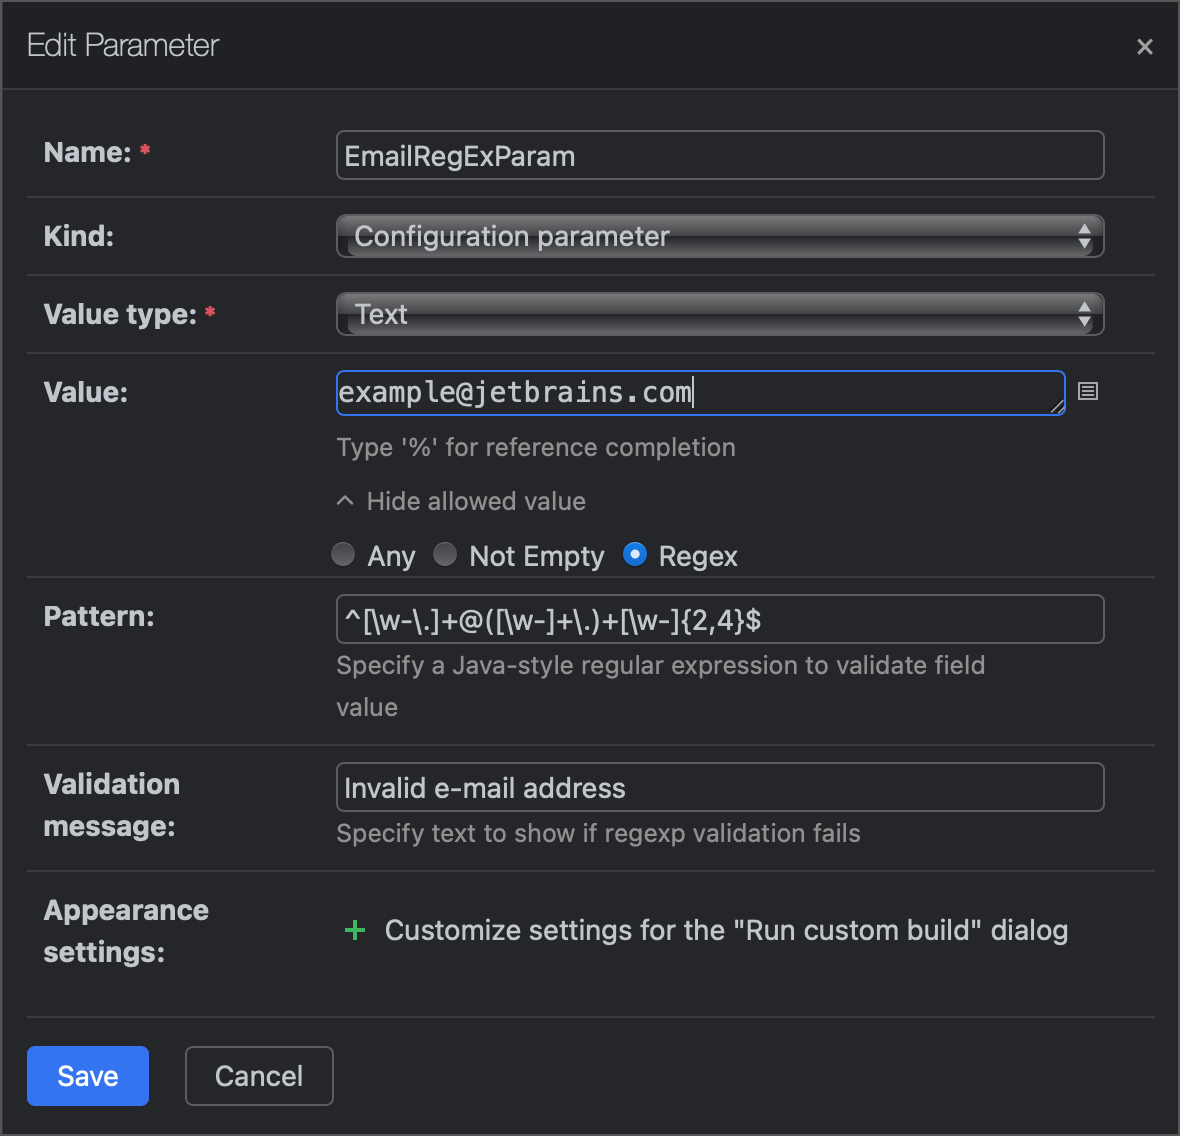 Edit Parameter
×
Name: *
EmailRegExParam
Kind:
Configuration parameter
Value type: *
Text
Value:
example@jetbrains.com
Type '%' for reference completion
Hide allowed value
Any Not Empty Regex
Pattern:
^[\w-\.]+@([\w-]+\.)+[\w-]{2,4}$
Specify a Java-style regular expression to validate field
value
Validation
message:
Invalid e-mail address
Specify text to show if regexp validation fails
Appearance
settings:
+ Customize settings for the "Run custom build" dialog
Save Cancel